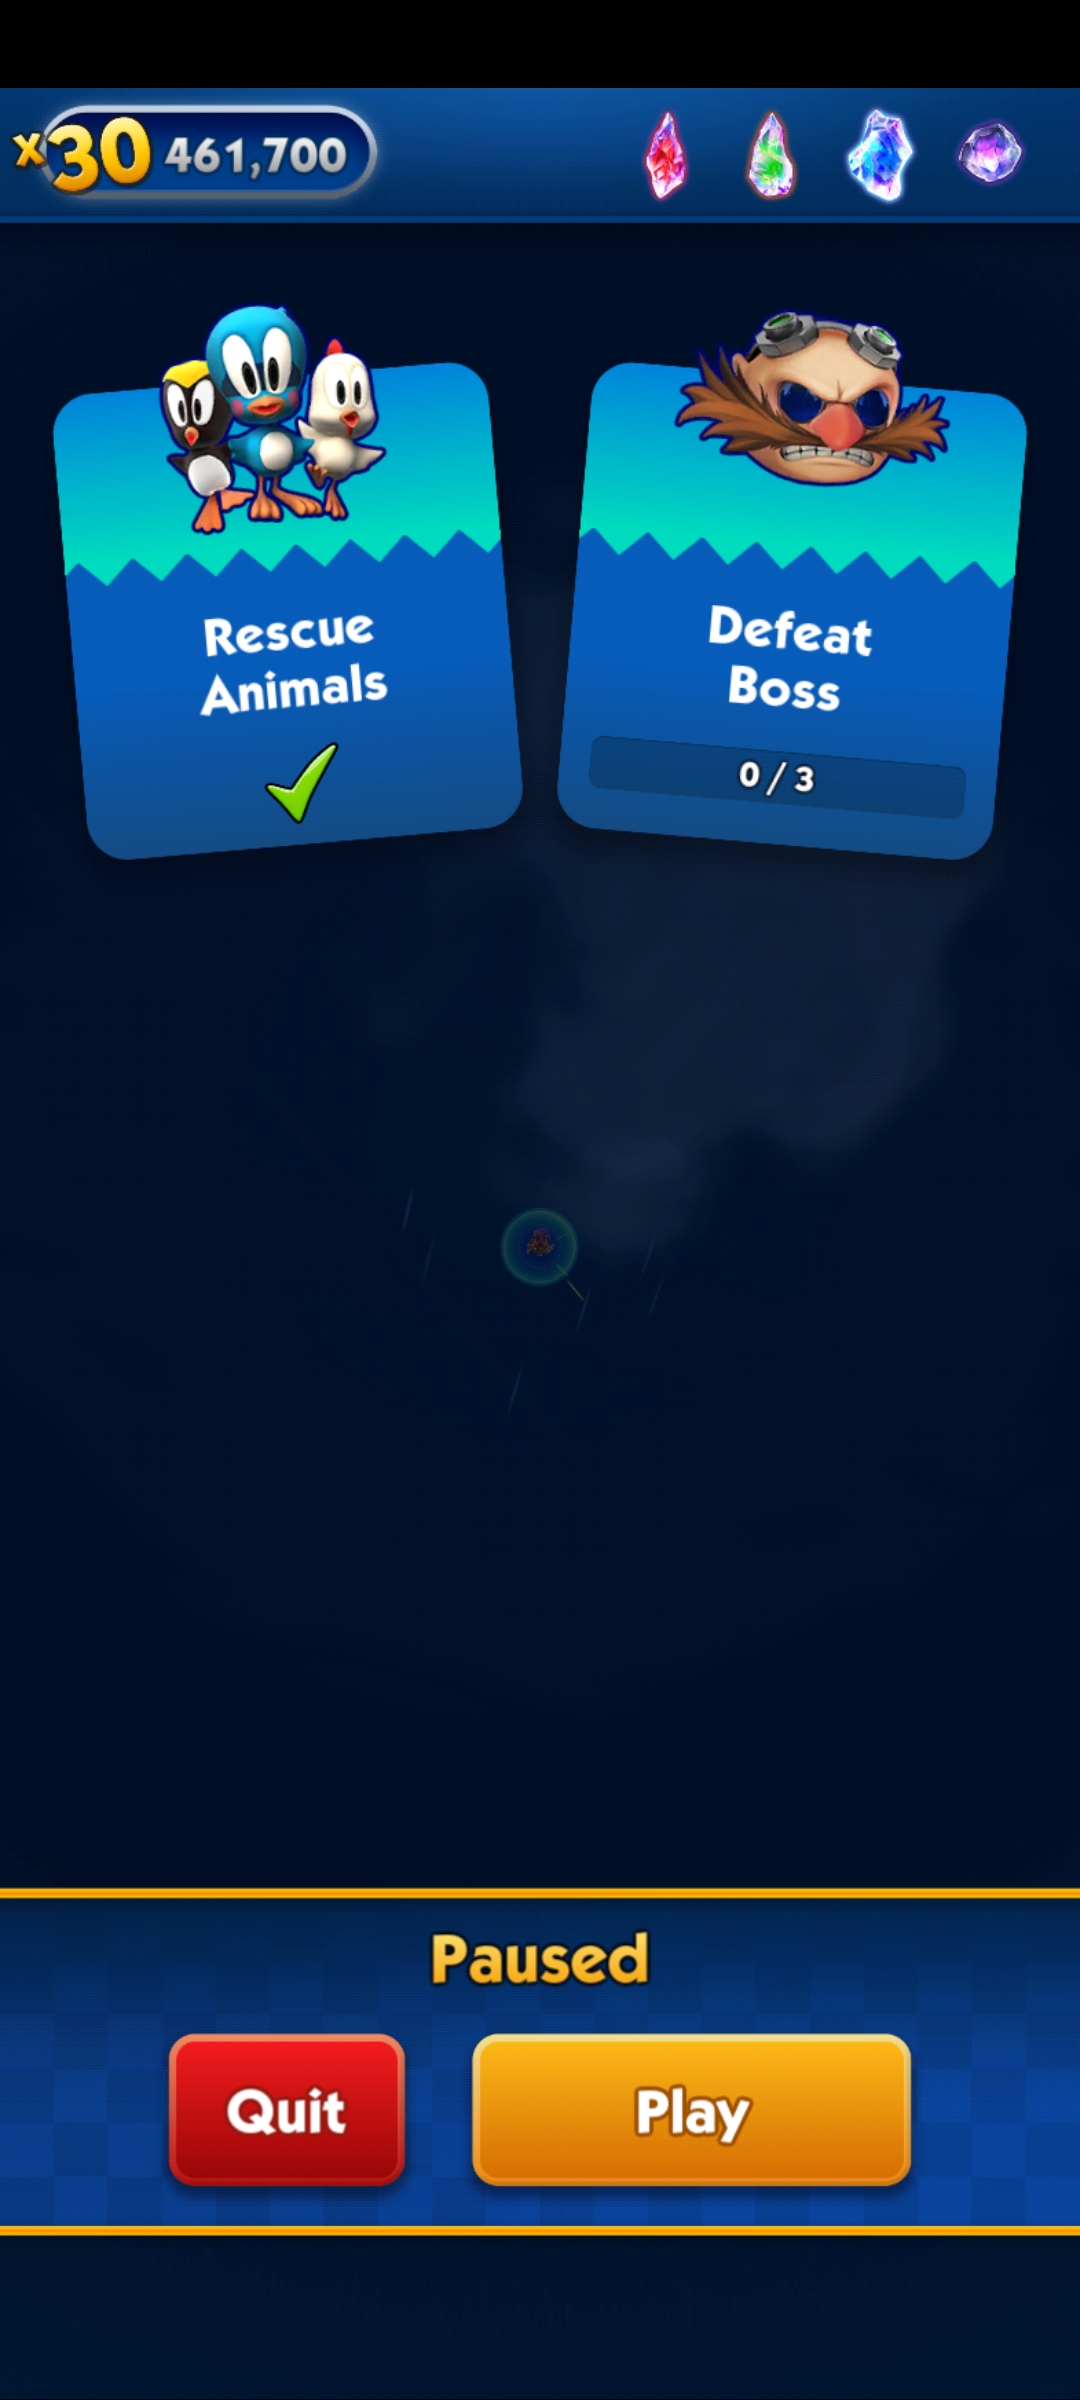 x30 461,700
Rescue
Animals
Defeat
Boss
0 / 3
Paused
Quit
Play